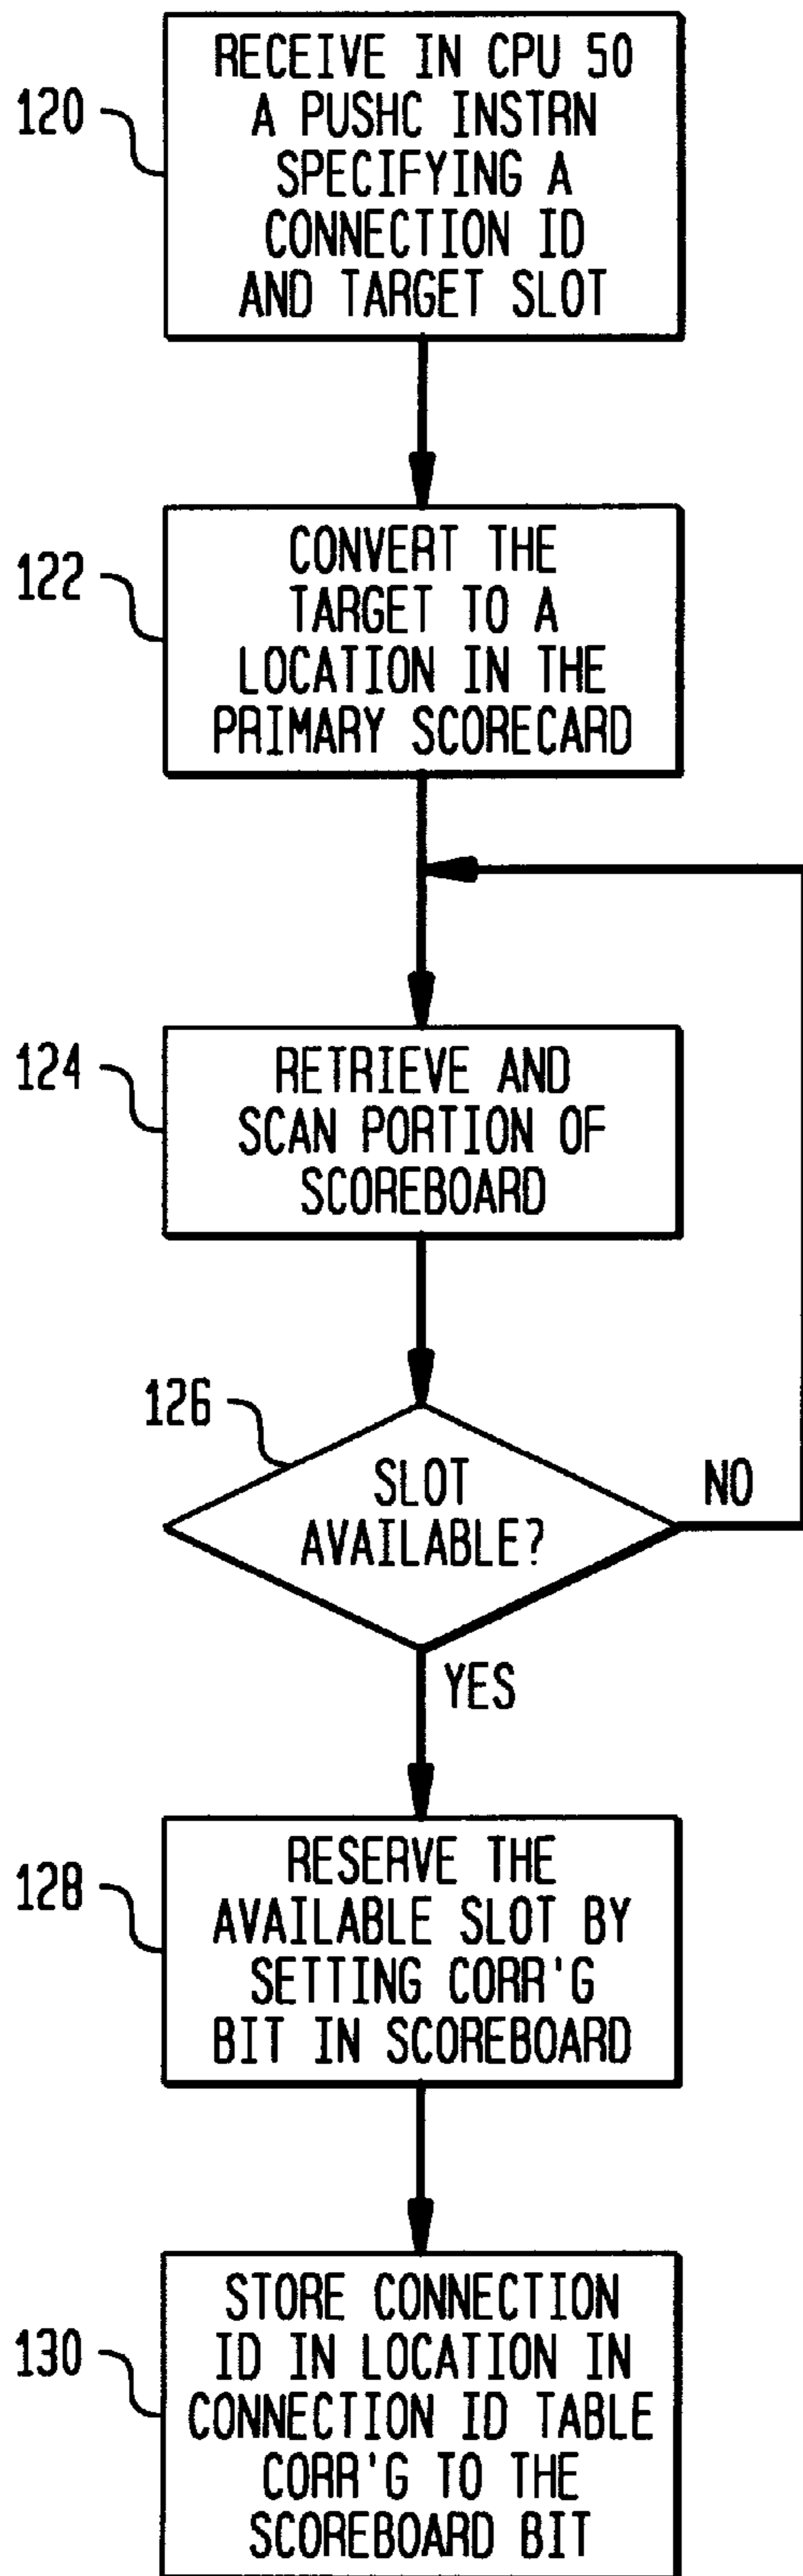 RECEIVE IN CPU 50
A PUSHC INSTRN
SPECIFYING A
CONNECTION ID
AND TARGET SLOT
120
CONVERT THE
TARGET TO A
LOCATION IN THE
PRIMARY SCORECARD
122
RETRIEVE AND
SCAN PORTION OF
SCOREBOARD
124
126
SLOT
AVAILABLE?
NO
YES
RESERVE THE
AVAILABLE SLOT BY
SETTING CORR'G
BIT IN SCOREBOARD
128
STORE CONNECTION
ID IN LOCATION IN
CONNECTION ID TABLE
CORR'G TO THE
SCOREBOARD BIT
130